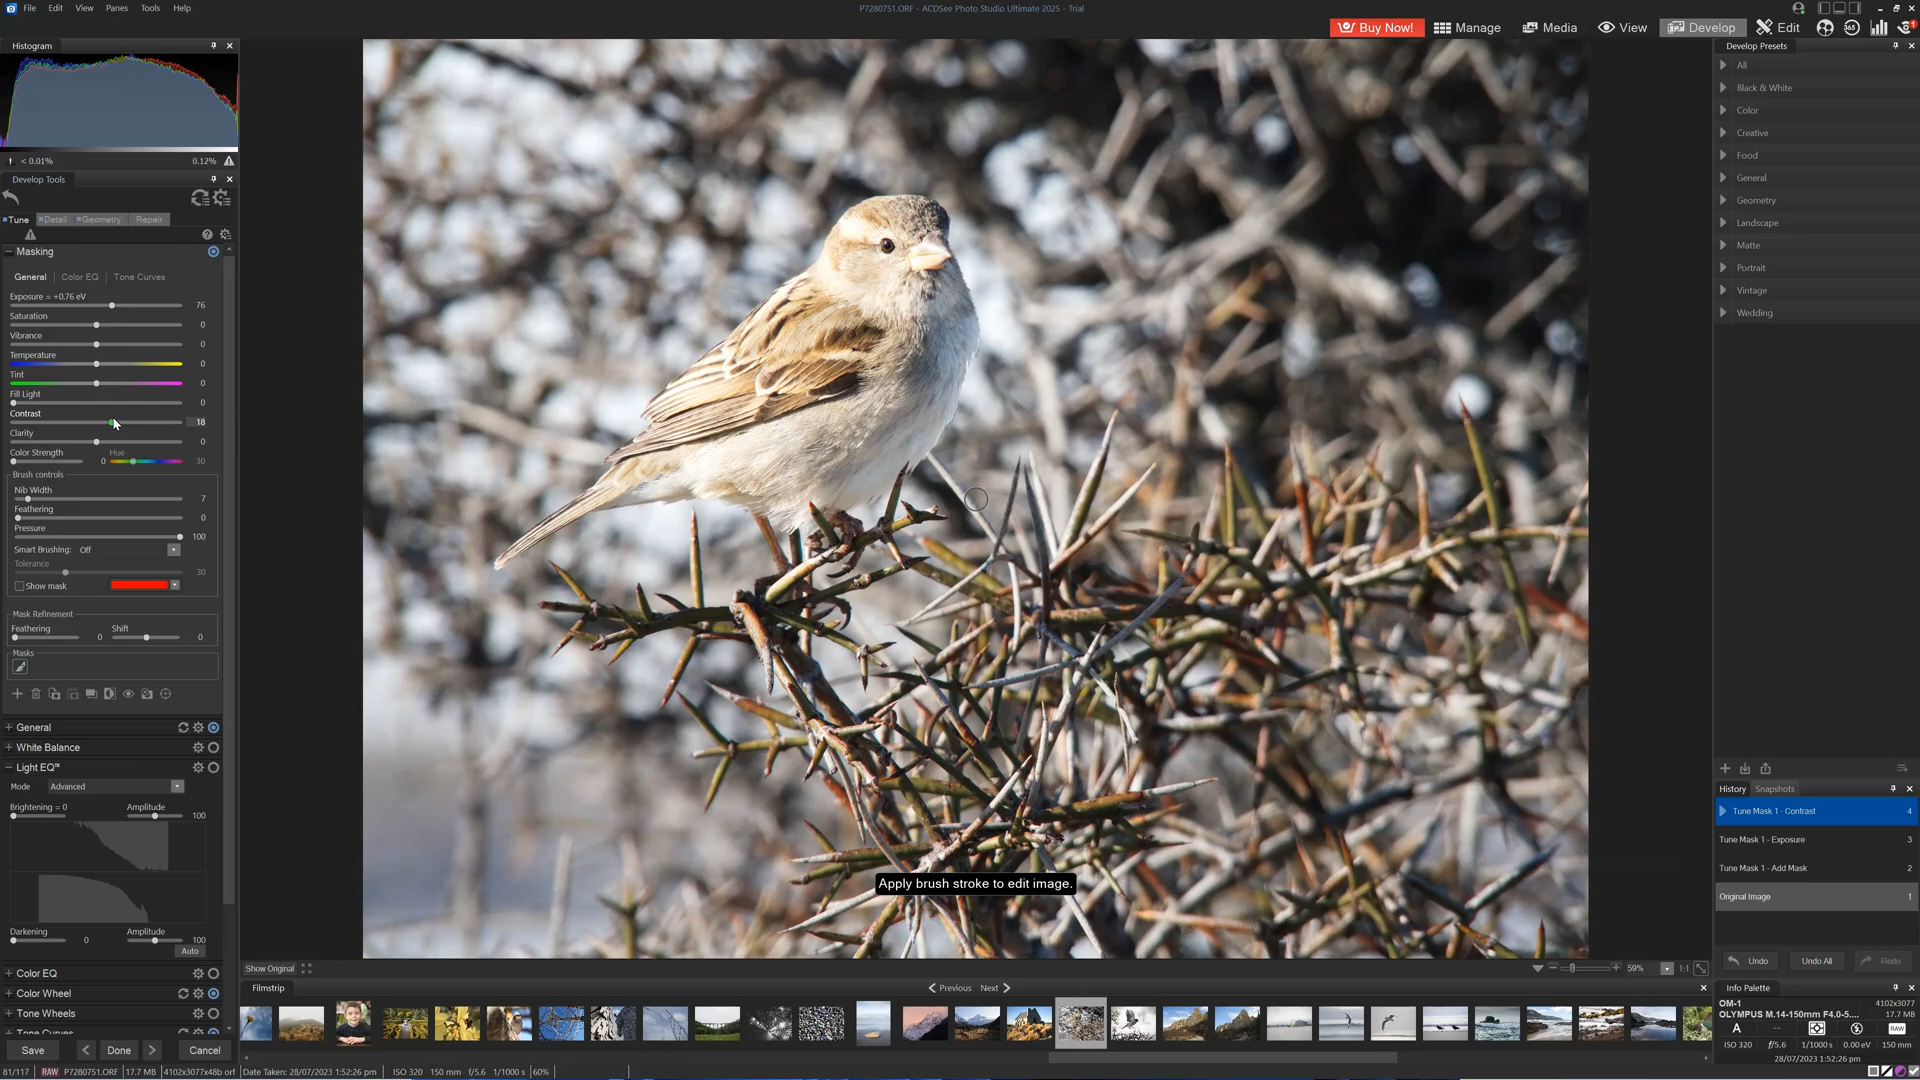 File Edit View Panes Tools Help
P7280751.ORF - ACDSee Photo Studio Ultimate 2025 - Trial
Buy Now! Manage Media View Develop Edit 365 1
Histogram
< 0.01% 0.12%
Develop Tools
Tune Detail Geometry Repair
Masking
General Color EQ Tone Curves
Exposure = +0.76 eV
76
Saturation
0
Vibrance
0
Temperature
0
Tint
0
Fill Light
0
Contrast
18
Clarity
0
Color Strength Hue
0 30
Brush controls
Nib Width
7
Feathering
0
Pressure
100
Smart Brushing: Off
Tolerance
30
Show mask
Mask Refinement
Feathering Shift
0 0
Masks
General
White Balance
Light EQ™
Mode Advanced
Brightening = 0 Amplitude
100
Darkening Amplitude
0 100
Auto
Color EQ
Color Wheel
Tone Wheels
Tone Curves
Save Done Cancel
Apply brush stroke to edit image.
Show Original
59% 1:1
Filmstrip
Previous Next
Develop Presets
All
Black & White
Color
Creative
Food
General
Geometry
Landscape
Matte
Portrait
Vintage
Wedding
History Snapshots
Tune Mask 1 - Contrast 4
Tune Mask 1 - Exposure 3
Tune Mask 1 - Add Mask 2
Original Image 1
Undo Undo All Redo
Info Palette
OM-1 4102x3077
OLYMPUS M.14-150mm F4.0-5.... 17.7 MB
A -- RAW
ISO 320 f/5.6 1/1000 s 0.00 eV 150 mm
28/07/2023 1:52:26 pm
81/117 RAW P7280751.ORF 17.7 MB 4102x3077x48b orf Date Taken: 28/07/2023 1:52:26 pm ISO 320 150 mm f/5.6 1/1000 s 60%